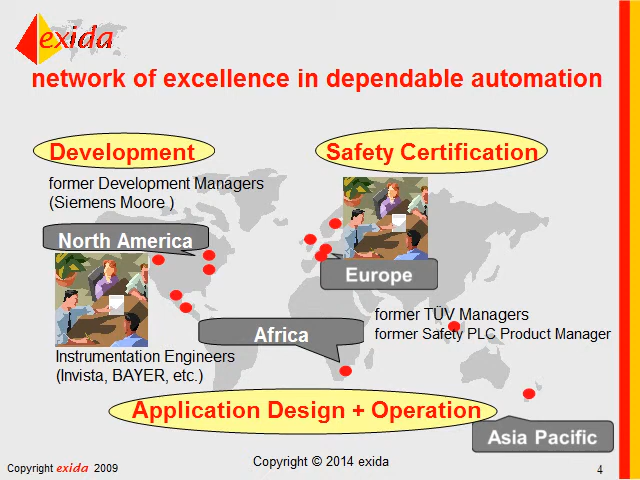 exida
network of excellence in dependable automation
Development
Safety Certification
former Development Managers
(Siemens Moore )
North America
Europe
former TÜV Managers
former Safety PLC Product Manager
Africa
Instrumentation Engineers
(Invista, BAYER, etc.)
Application Design + Operation
Asia Pacific
Copyright exida 2009
Copyright © 2014 exida
4